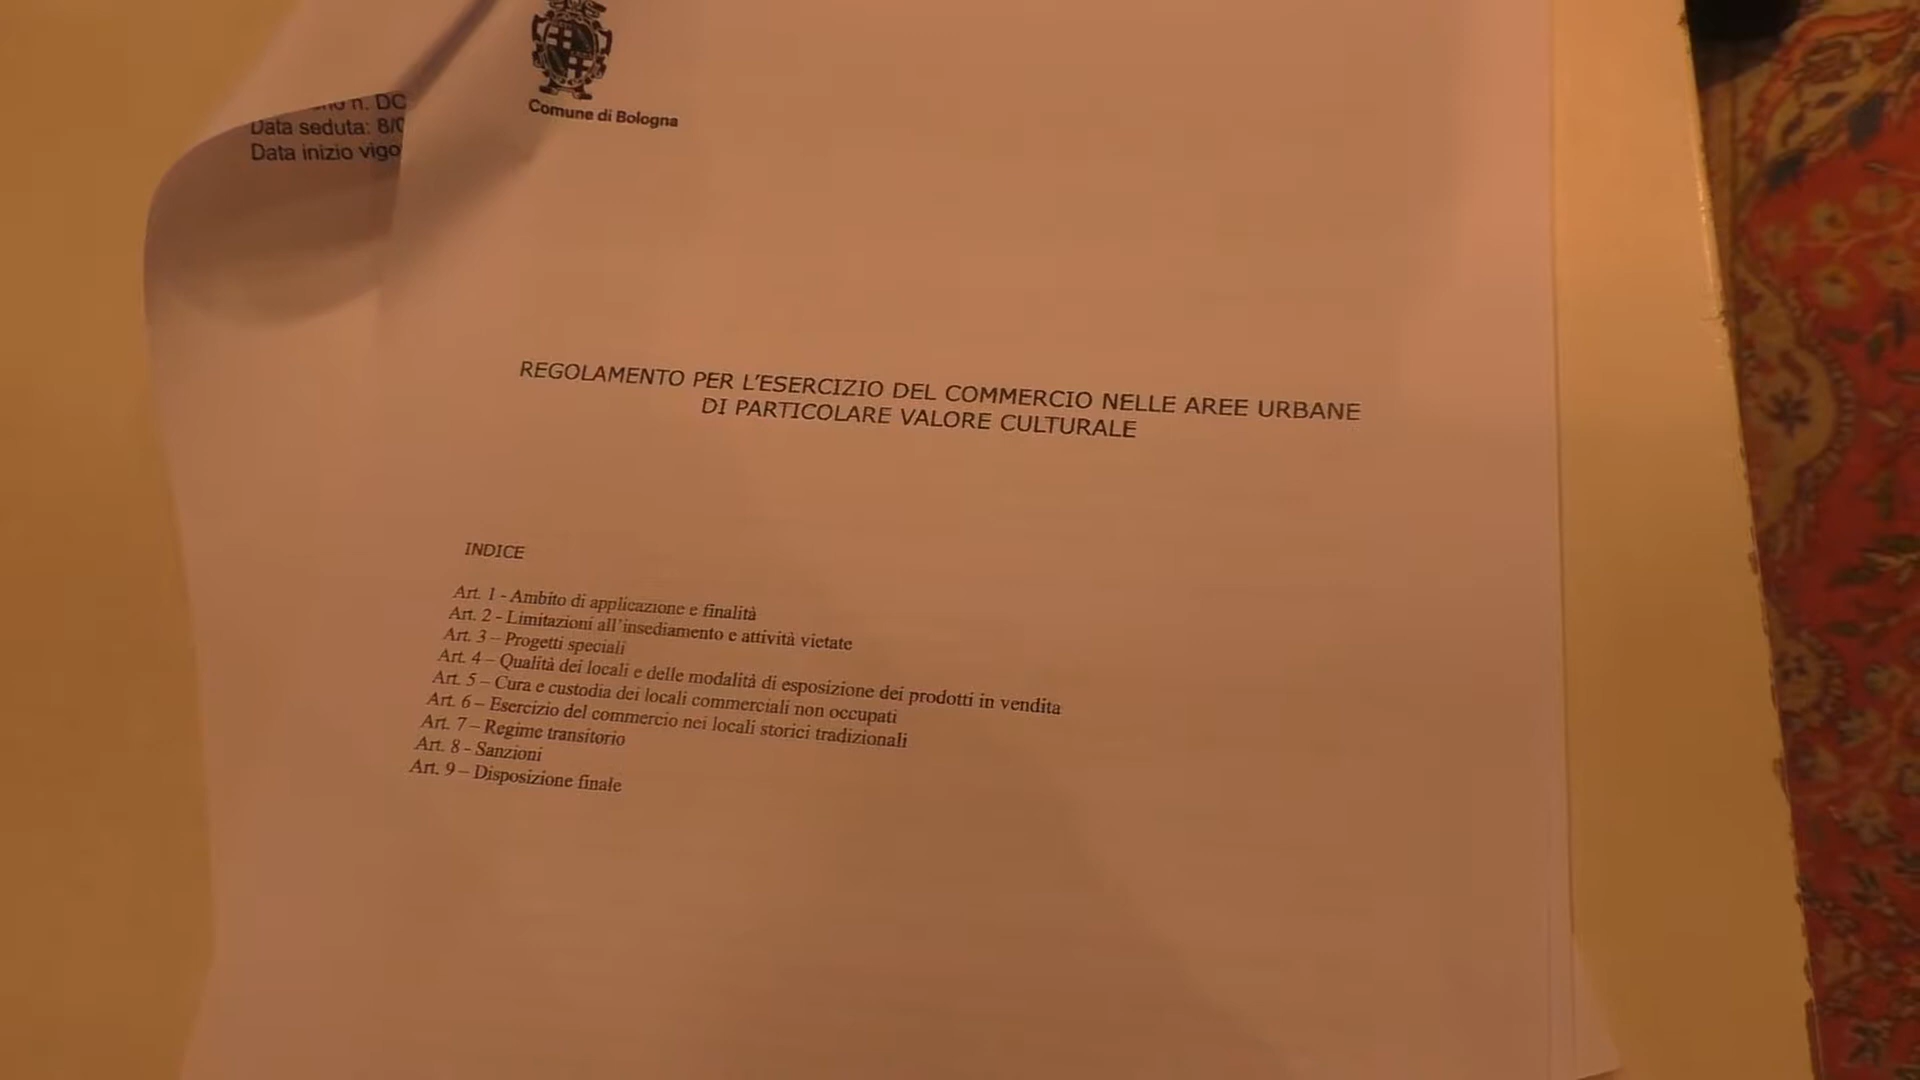 Comune di Bologna
n. DC
Data seduta: 8/0
Data inizio vigo
REGOLAMENTO PER L'ESERCIZIO DEL COMMERCIO NELLE AREE URBANE
DI PARTICOLARE VALORE CULTURALE
INDICE
Art. 1 - Ambito di applicazione e finalità
Art. 2 - Limitazioni all'insediamento e attività vietate
Art. 3 – Progetti speciali
Art. 4 – Qualità dei locali e delle modalità di esposizione dei prodotti in vendita
Art. 5 – Cura e custodia dei locali commerciali non occupati
Art. 6 – Esercizio del commercio nei locali storici tradizionali
Art. 7 – Regime transitorio
Art. 8 - Sanzioni
Art. 9 – Disposizione finale